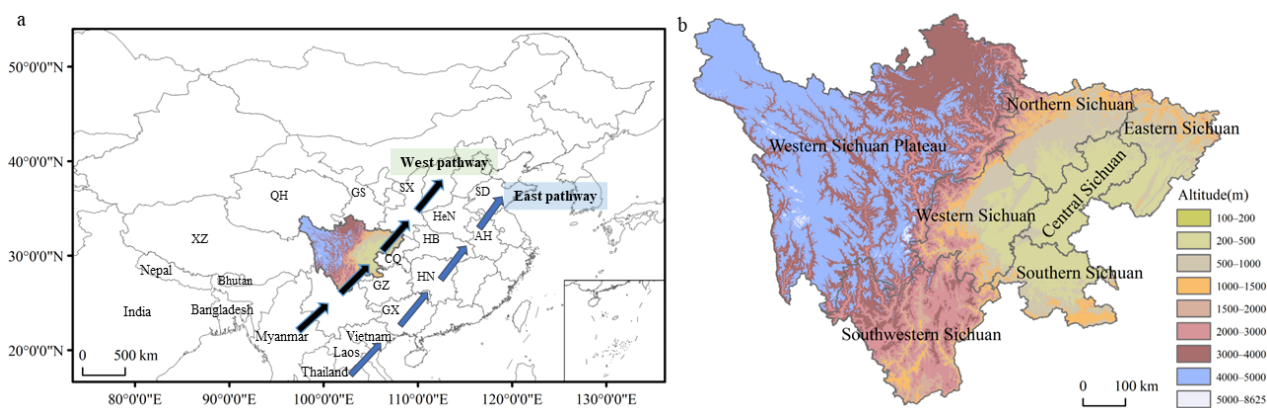 a
50°0'0"N
40°0'0"N
30°0'0"N
20°0'0"N
West pathway
East pathway
QH
GS
SX
SD
HeN
XZ
HB
AH
CQ
Nepal
Bhutan
GZ
HN
India
Bangladesh
GX
Myanmar
Vietnam
Laos
Thailand
0 500 km
80°0'0"E 90°0'0"E 100°0'0"E 110°0'0"E 120°0'0"E 130°0'0"E
b
Northern Sichuan
Eastern Sichuan
Western Sichuan Plateau
Central Sichuan
Western Sichuan
Southern Sichuan
Southwestern Sichuan
Altitude(m)
100–200
200–500
500–1000
1000–1500
1500–2000
2000–3000
3000–4000
4000–5000
5000–8625
0 100 km